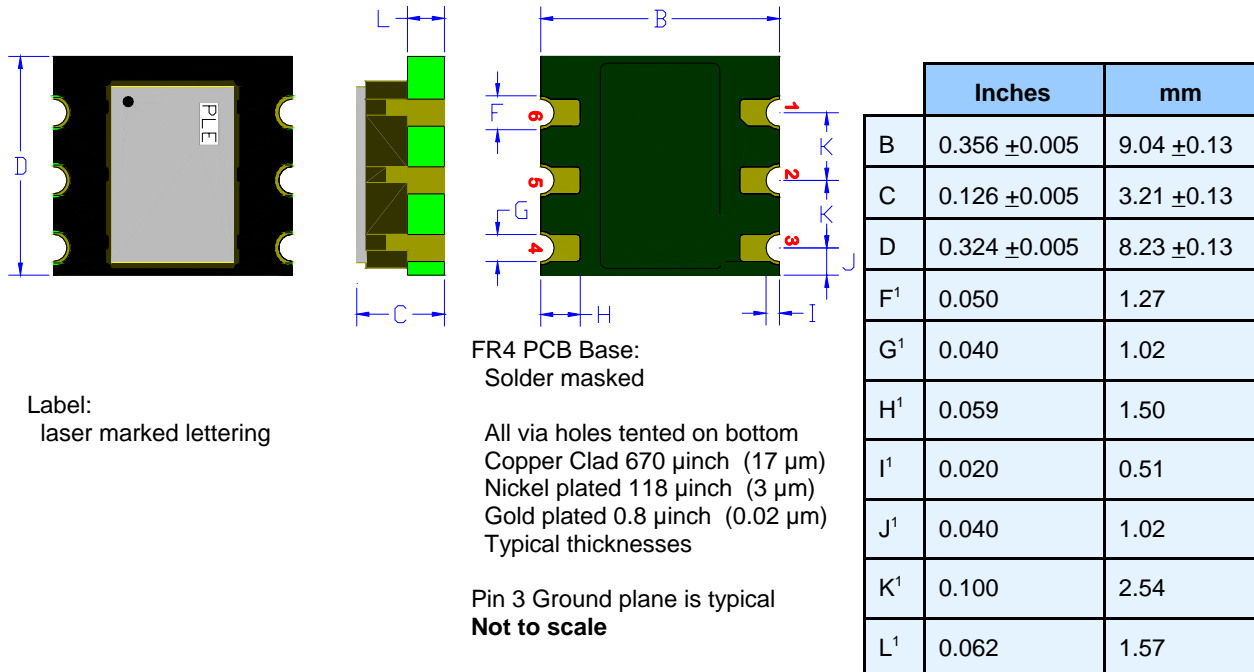 L
B
D
PLE
F
G
C
H
I
K
K
J
6
5
4
1
2
3
Label:
laser marked lettering
FR4 PCB Base:
Solder masked
All via holes tented on bottom
Copper Clad 670 µinch (17 µm)
Nickel plated 118 µinch (3 µm)
Gold plated 0.8 µinch (0.02 µm)
Typical thicknesses
Pin 3 Ground plane is typical
Not to scale
Inches mm
B 0.356 ±0.005 9.04 ±0.13
C 0.126 ±0.005 3.21 ±0.13
D 0.324 ±0.005 8.23 ±0.13
F¹ 0.050 1.27
G¹ 0.040 1.02
H¹ 0.059 1.50
I¹ 0.020 0.51
J¹ 0.040 1.02
K¹ 0.100 2.54
L¹ 0.062 1.57